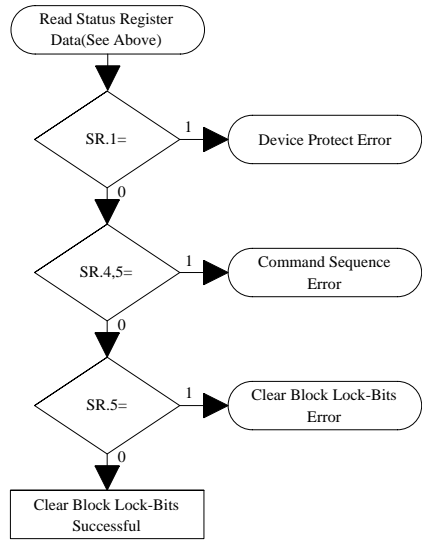 Read Status Register
Data(See Above)
SR.1=
1
Device Protect Error
0
SR.4,5=
1
Command Sequence
Error
0
SR.5=
1
Clear Block Lock-Bits
Error
0
Clear Block Lock-Bits
Successful